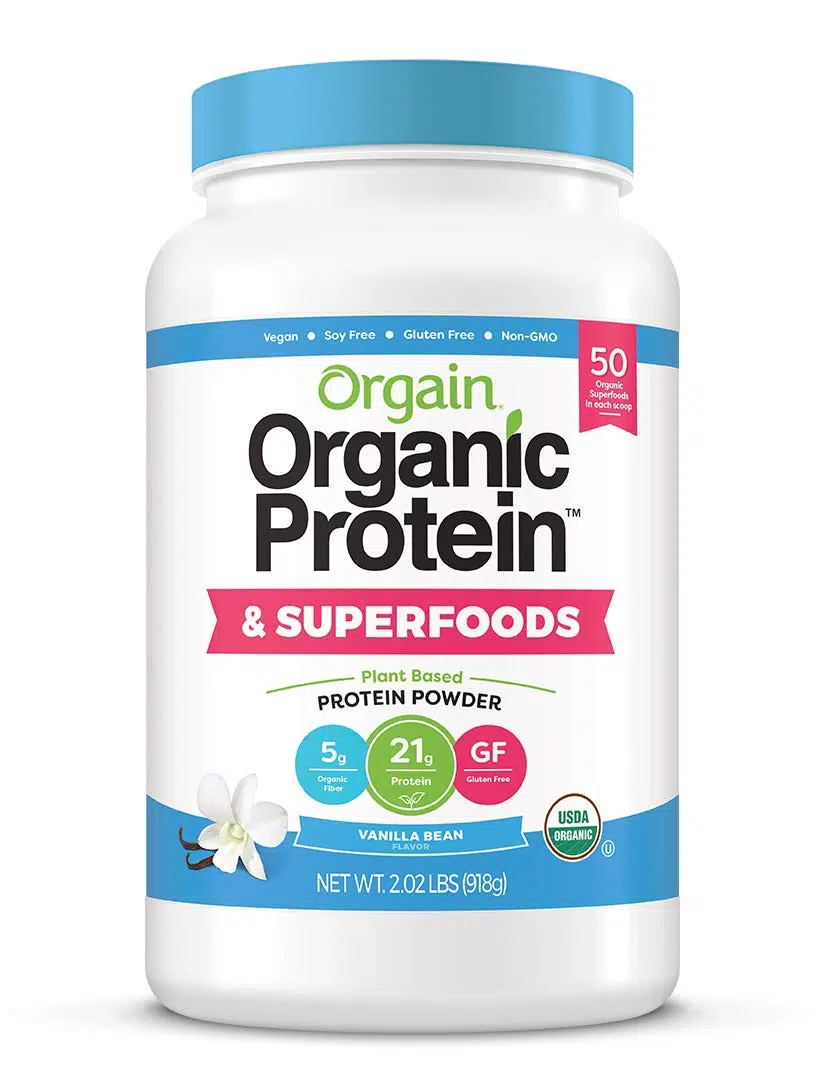 Vegan • Soy Free • Gluten Free • Non-GMO
50
Organic
Superfoods
in each scoop
Orgain®
Organic
Protein™
& SUPERFOODS
Plant Based
PROTEIN POWDER
5g
Organic
Fiber
21g
Protein
GF
Gluten Free
VANILLA BEAN
FLAVOR
USDA
ORGANIC
U
NET WT. 2.02 LBS (918g)